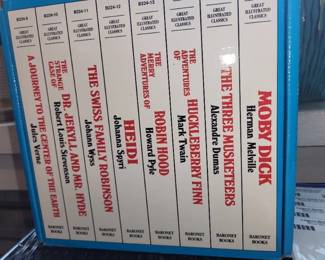 B224-9
GREAT
ILLUSTRATED
CLASSICS
A JOURNEY TO THE CENTER OF THE EARTH
Jules Verne
BARONET
BOOKS
B224-10
GREAT
ILLUSTRATED
CLASSICS
THE
STRANGE
CASE OF
DR. JEKYLL AND MR. HYDE
Robert Louis Stevenson
BARONET
BOOKS
B224-11
GREAT
ILLUSTRATED
CLASSICS
THE SWISS FAMILY ROBINSON
Johann Wyss
BARONET
BOOKS
B224-12
GREAT
ILLUSTRATED
CLASSICS
HEIDI
Johanna Spyri
BARONET
BOOKS
B224-13
GREAT
ILLUSTRATED
CLASSICS
THE
MERRY
ADVENTURES
OF
ROBIN HOOD
Howard Pyle
BARONET
BOOKS
GREAT
ILLUSTRATED
CLASSICS
THE
ADVENTURES
OF
HUCKLEBERRY FINN
Mark Twain
BARONET
BOOKS
GREAT ILLUSTRATED
CLASSICS
THE THREE MUSKETEERS
Alexandre Dumas
BARONET
BOOKS
GREAT ILLUSTRATED
CLASSICS
MOBY DICK
Herman Melville
BARONET BOOKS